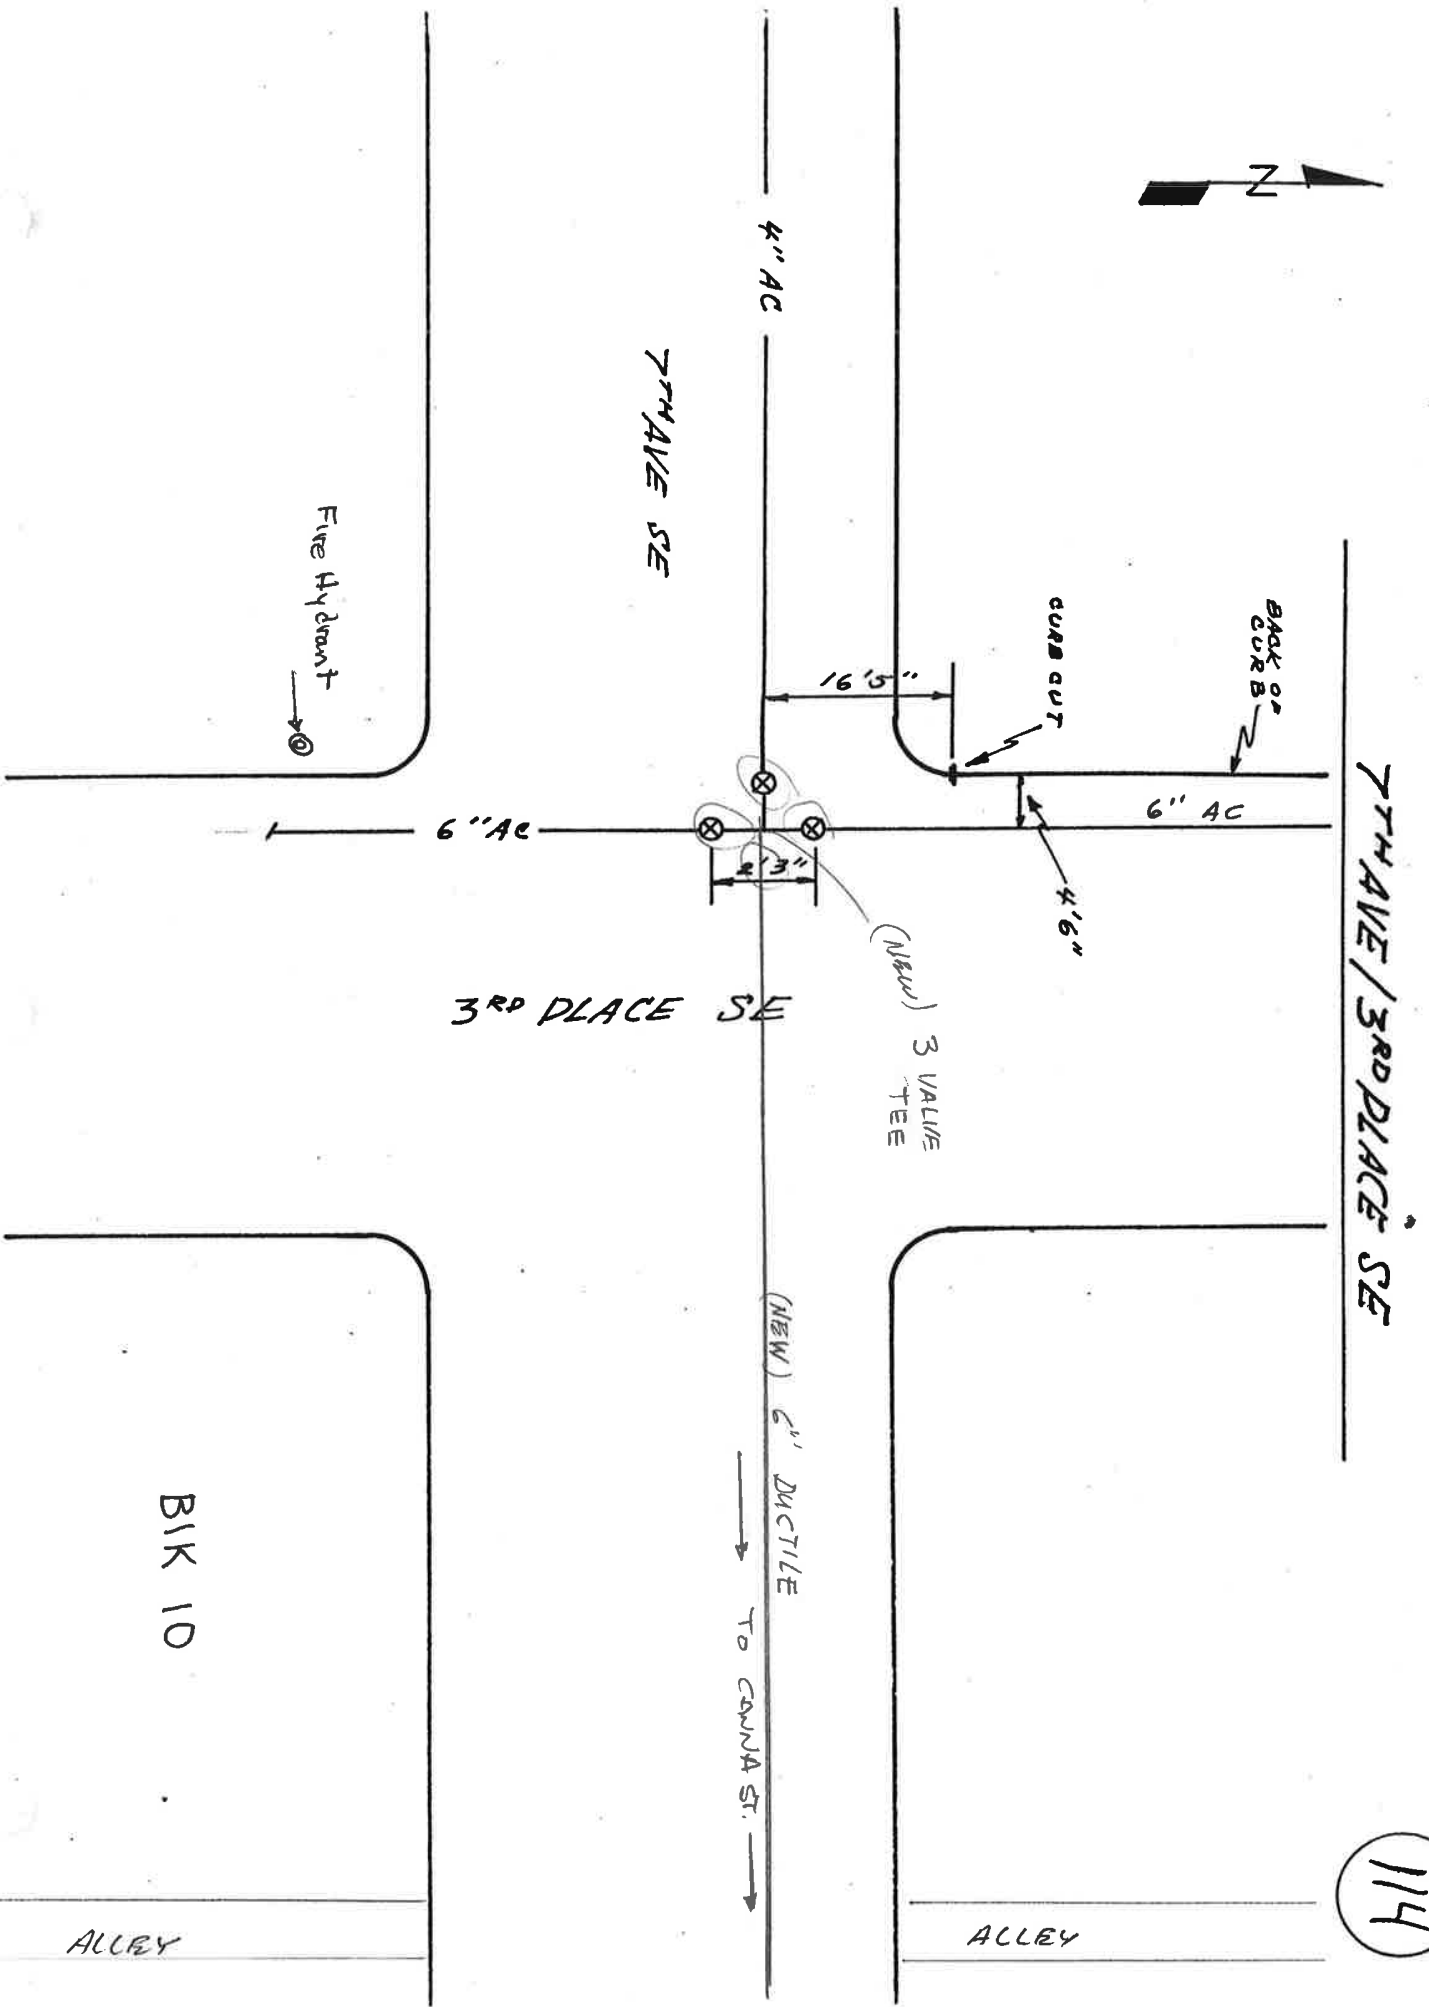 7TH AVE / 3RD PLACE SE
114
N
BACK OF
CURB
CURB CUT
6" AC
4'6"
16'5"
4" AC
7TH AVE SE
(NEW) 3 VALVE
TEE
2'3"
6" AC
3RD PLACE SE
(NEW) 6" DUCTILE
TO CANNA ST.
Fire Hydrant
BIK 10
ALLEY
ALLEY